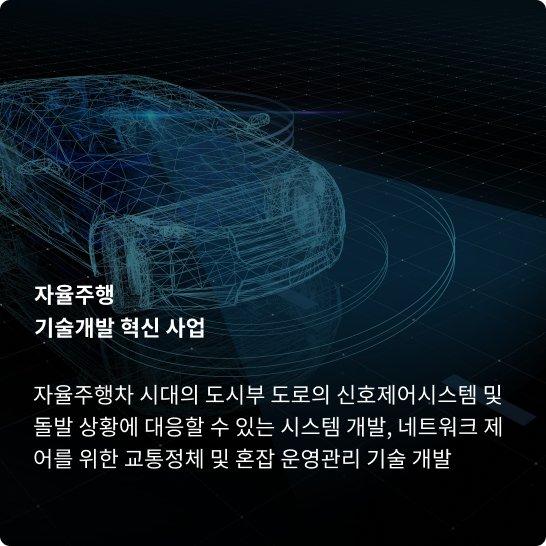 자율주행
기술개발 혁신 사업
자율주행차 시대의 도시부 도로의 신호제어시스템 및
돌발 상황에 대응할 수 있는 시스템 개발, 네트워크 제
어를 위한 교통정체 및 혼잡 운영관리 기술 개발